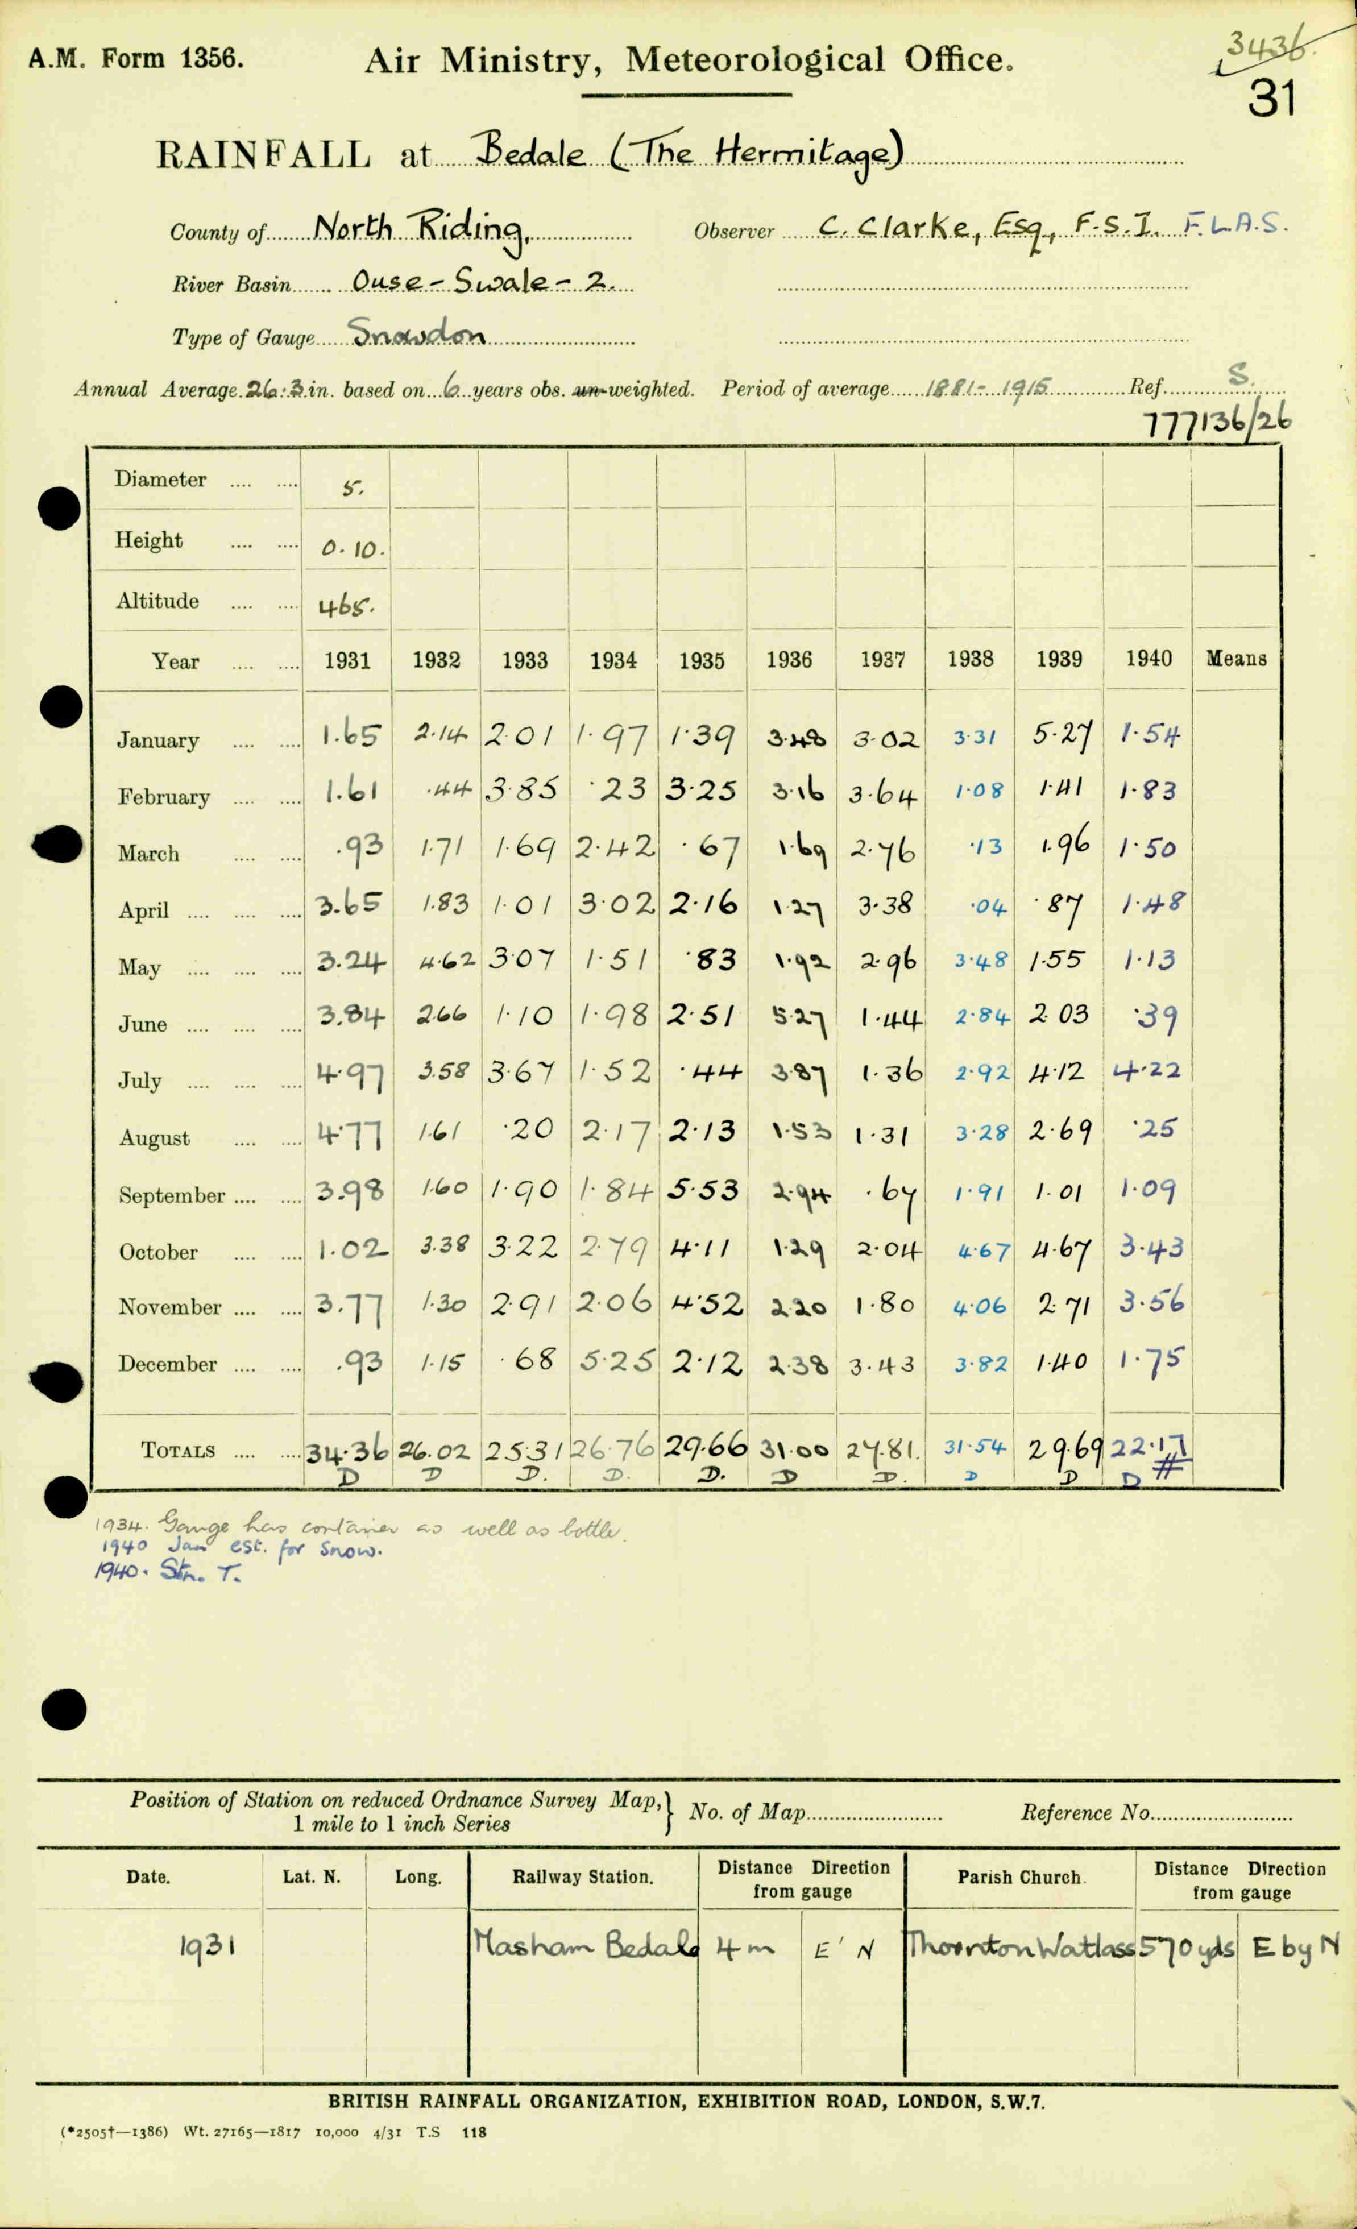 A.M. Form 1356.
Air Ministry, Meteorological Office.
3436.
31
RAINFALL at Bedale (The Hermitage)
County of North Riding,
Observer C. Clarke, Esq., F.S.I. F.L.A.S.
River Basin Ouse - Swale - 2.
Type of Gauge Snowdon
Annual Average 26.3 in. based on 6 years obs. un-weighted. Period of average 1881-1915 Ref. S.
777136/26
Diameter .... .... 5.
Height .... .... 0.10.
Altitude .... .... 465.
Year .... .... 1931 1932 1933 1934 1935 1936 1937 1938 1939 1940 Means
January .... .... 1.65 2.14 2.01 1.97 1.39 3.48 3.02 3.31 5.27 1.54
February .... .... 1.61 .44 3.85 .23 3.25 3.16 3.64 1.08 1.41 1.83
March .... .... .93 1.71 1.69 2.42 .67 1.69 2.76 .13 1.96 1.50
April .... .... .... 3.65 1.83 1.01 3.02 2.16 1.27 3.38 .04 .87 1.48
May .... .... .... 3.24 4.62 3.07 1.51 .83 1.92 2.96 3.48 1.55 1.13
June .... .... .... 3.84 2.66 1.10 1.98 2.51 5.27 1.44 2.84 2.03 .39
July .... .... .... 4.97 3.58 3.67 1.52 .44 3.87 1.36 2.92 4.12 4.22
August .... .... 4.77 1.61 .20 2.17 2.13 1.53 1.31 3.28 2.69 .25
September .... .... 3.98 1.60 1.90 1.84 5.53 2.94 .67 1.91 1.01 1.09
October .... .... 1.02 3.38 3.22 2.79 4.11 1.29 2.04 4.67 4.67 3.43
November .... .... 3.77 1.30 2.91 2.06 4.52 2.20 1.80 4.06 2.71 3.56
December .... .... .93 1.15 .68 5.25 2.12 2.38 3.43 3.82 1.40 1.75
TOTALS .... .... 34.36 26.02 25.31 26.76 29.66 31.00 27.81. 31.54 29.69 22.17
D D D. D. D. D D. D D D #
1934. Gauge has container as well as bottle.
1940 Jan est. for Snow.
1940. Stn. T.
Position of Station on reduced Ordnance Survey Map,
1 mile to 1 inch Series
No. of Map
Reference No.
Date. Lat. N. Long. Railway Station. Distance Direction from gauge Parish Church. Distance Direction from gauge
1931 Masham Bedale 4 m E' N Thornton Watlass 570 yds E by N
BRITISH RAINFALL ORGANIZATION, EXHIBITION ROAD, LONDON, S.W.7.
(*2505†—1386) Wt. 27165—1817 10,000 4/31 T.S 118